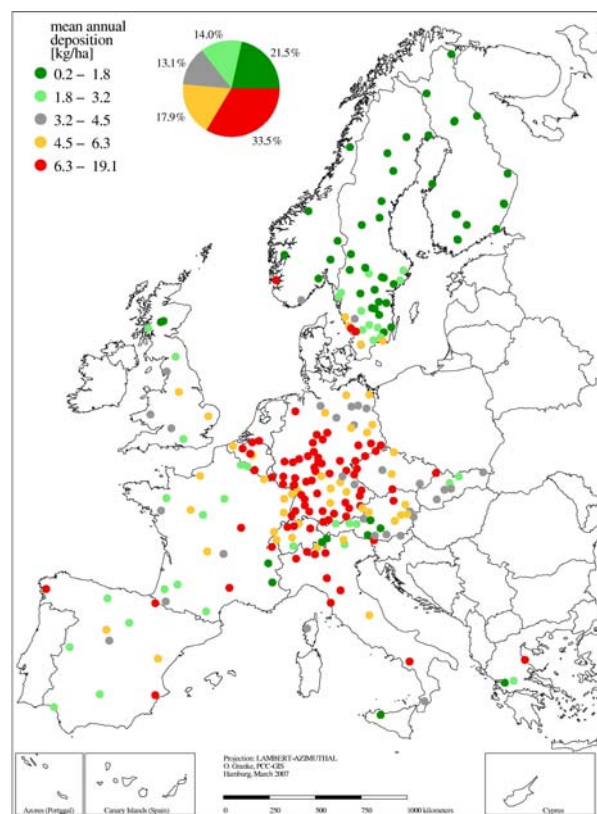 mean annual
deposition
[kg/ha]
0.2 – 1.8
1.8 – 3.2
3.2 – 4.5
4.5 – 6.3
6.3 – 19.1
14.0%
21.5%
13.1%
17.9%
33.5%
Projection: LAMBERT-AZIMUTHAL
O. Granke, PCC-GIS
Hamburg, March 2007
0 250 500 750 1000 kilometers
Azores (Portugal)
Canary Islands (Spain)
Cyprus